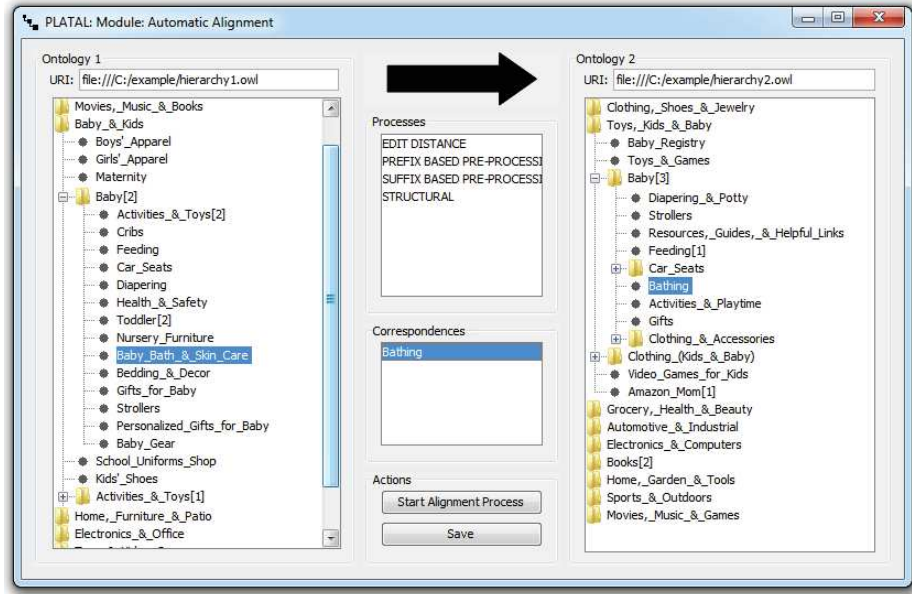 PLATAL: Module: Automatic Alignment
Ontology 1
URI: file:///C:/example/hierarchy1.owl
Movies,_Music_&_Books
Baby_&_Kids
Boys'_Apparel
Girls'_Apparel
Maternity
Baby[2]
Activities_&_Toys[2]
Cribs
Feeding
Car_Seats
Diapering
Health_&_Safety
Toddler[2]
Nursery_Furniture
Baby_Bath_&_Skin_Care
Bedding_&_Decor
Gifts_for_Baby
Strollers
Personalized_Gifts_for_Baby
Baby_Gear
School_Uniforms_Shop
Kids'_Shoes
Activities_&_Toys[1]
Home,_Furniture_&_Patio
Electronics_&_Office
Processes
EDIT DISTANCE
PREFIX BASED PRE-PROCESSI
SUFFIX BASED PRE-PROCESSI
STRUCTURAL
Correspondences
Bathing
Actions
Start Alignment Process
Save
Ontology 2
URI: file:///C:/example/hierarchy2.owl
Clothing,_Shoes_&_Jewelry
Toys,_Kids_&_Baby
Baby_Registry
Toys_&_Games
Baby[3]
Diapering_&_Potty
Strollers
Resources,_Guides,_&_Helpful_Links
Feeding[1]
Car_Seats
Bathing
Activities_&_Playtime
Gifts
Clothing_&_Accessories
Clothing_(Kids_&_Baby)
Video_Games_for_Kids
Amazon_Mom[1]
Grocery,_Health_&_Beauty
Automotive_&_Industrial
Electronics_&_Computers
Books[2]
Home,_Garden_&_Tools
Sports_&_Outdoors
Movies,_Music_&_Games